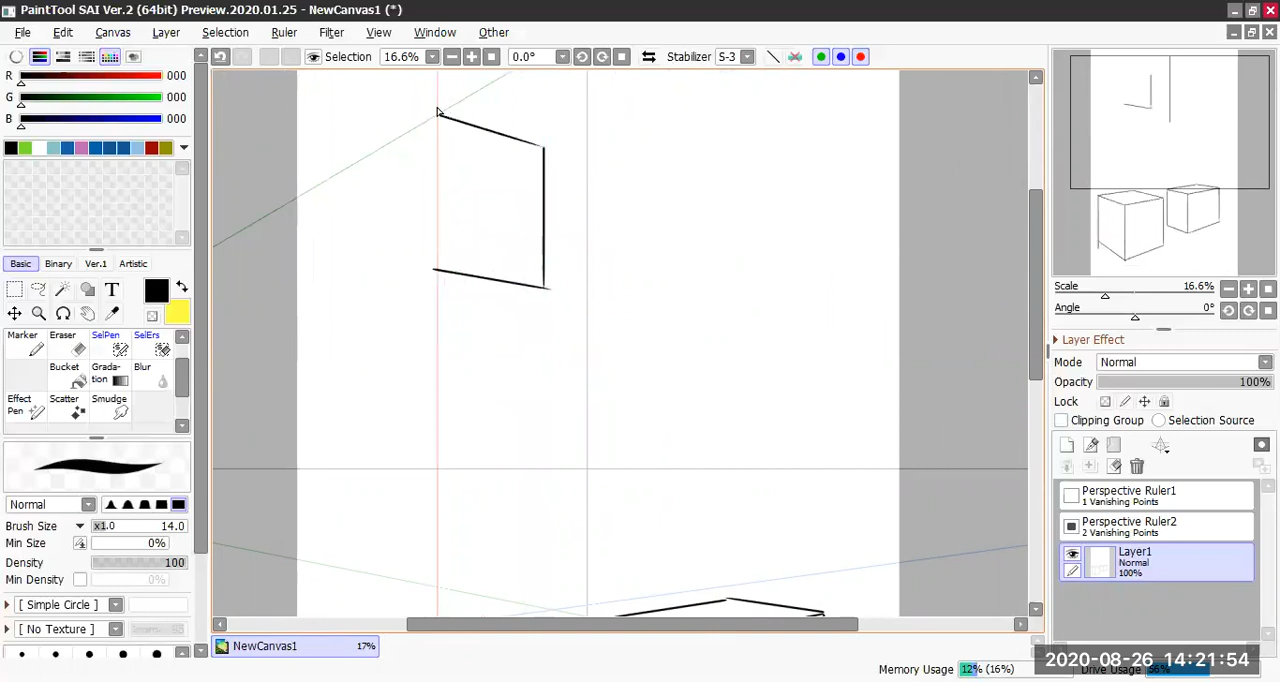 PaintTool SAI Ver.2 (64bit) Preview.2020.01.25 - NewCanvas1 (*)
File Edit Canvas Layer Selection Ruler Filter View Window Other
Selection 16.6% 0.0° Stabilizer S-3
R 000
G 000
B 000
Basic Binary Ver.1 Artistic
T
Marker Eraser SelPen SelErs
Bucket Grada-tion Blur
Effect Pen Scatter Smudge
Normal
Brush Size x1.0 14.0
Min Size 0%
Density 100
Min Density 0%
[ Simple Circle ]
[ No Texture ]
Scale 16.6%
Angle 0°
Layer Effect
Mode Normal
Opacity 100%
Lock
Clipping Group Selection Source
Perspective Ruler1
1 Vanishing Points
Perspective Ruler2
2 Vanishing Points
Layer1
Normal
100%
NewCanvas1 17%
Memory Usage 12% (16%) Drive Usage 56%
2020-08-26 14:21:54